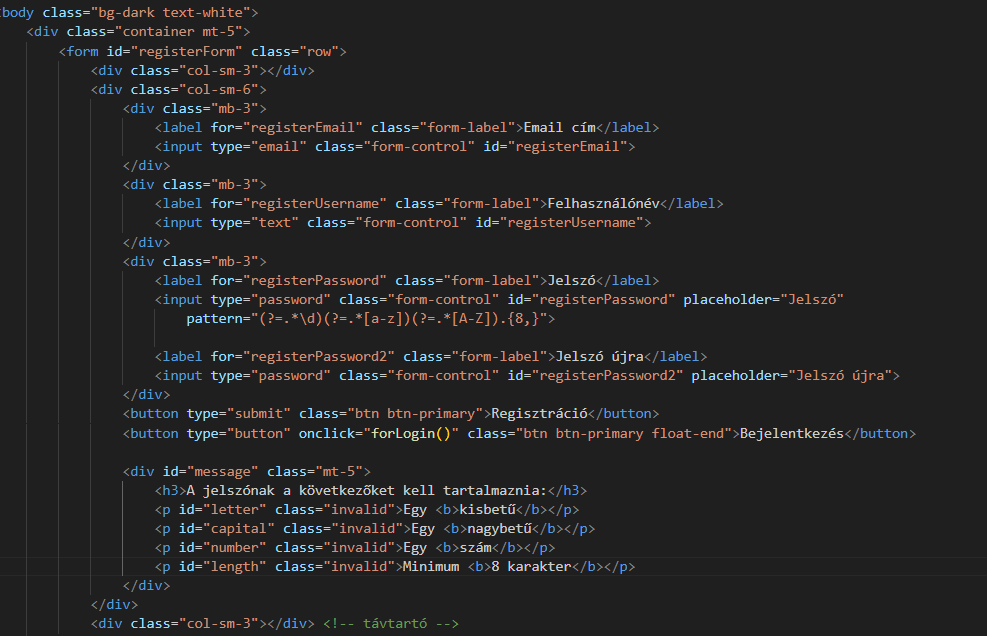 body class="bg-dark text-white">
<div class="container mt-5">
<form id="registerForm" class="row">
<div class="col-sm-3"></div>
<div class="col-sm-6">
<div class="mb-3">
<label for="registerEmail" class="form-label">Email cím</label>
<input type="email" class="form-control" id="registerEmail">
</div>
<div class="mb-3">
<label for="registerUsername" class="form-label">Felhasználónév</label>
<input type="text" class="form-control" id="registerUsername">
</div>
<div class="mb-3">
<label for="registerPassword" class="form-label">Jelszó</label>
<input type="password" class="form-control" id="registerPassword" placeholder="Jelszó"
pattern="(?=.*\d)(?=.*[a-z])(?=.*[A-Z]).{8,}">
<label for="registerPassword2" class="form-label">Jelszó újra</label>
<input type="password" class="form-control" id="registerPassword2" placeholder="Jelszó újra">
</div>
<button type="submit" class="btn btn-primary">Regisztráció</button>
<button type="button" onclick="forLogin()" class="btn btn-primary float-end">Bejelentkezés</button>
<div id="message" class="mt-5">
<h3>A jelszónak a következőket kell tartalmaznia:</h3>
<p id="letter" class="invalid">Egy <b>kisbetű</b></p>
<p id="capital" class="invalid">Egy <b>nagybetű</b></p>
<p id="number" class="invalid">Egy <b>szám</b></p>
<p id="length" class="invalid">Minimum <b>8 karakter</b></p>
</div>
</div>
<div class="col-sm-3"></div> <!-- távtartó -->